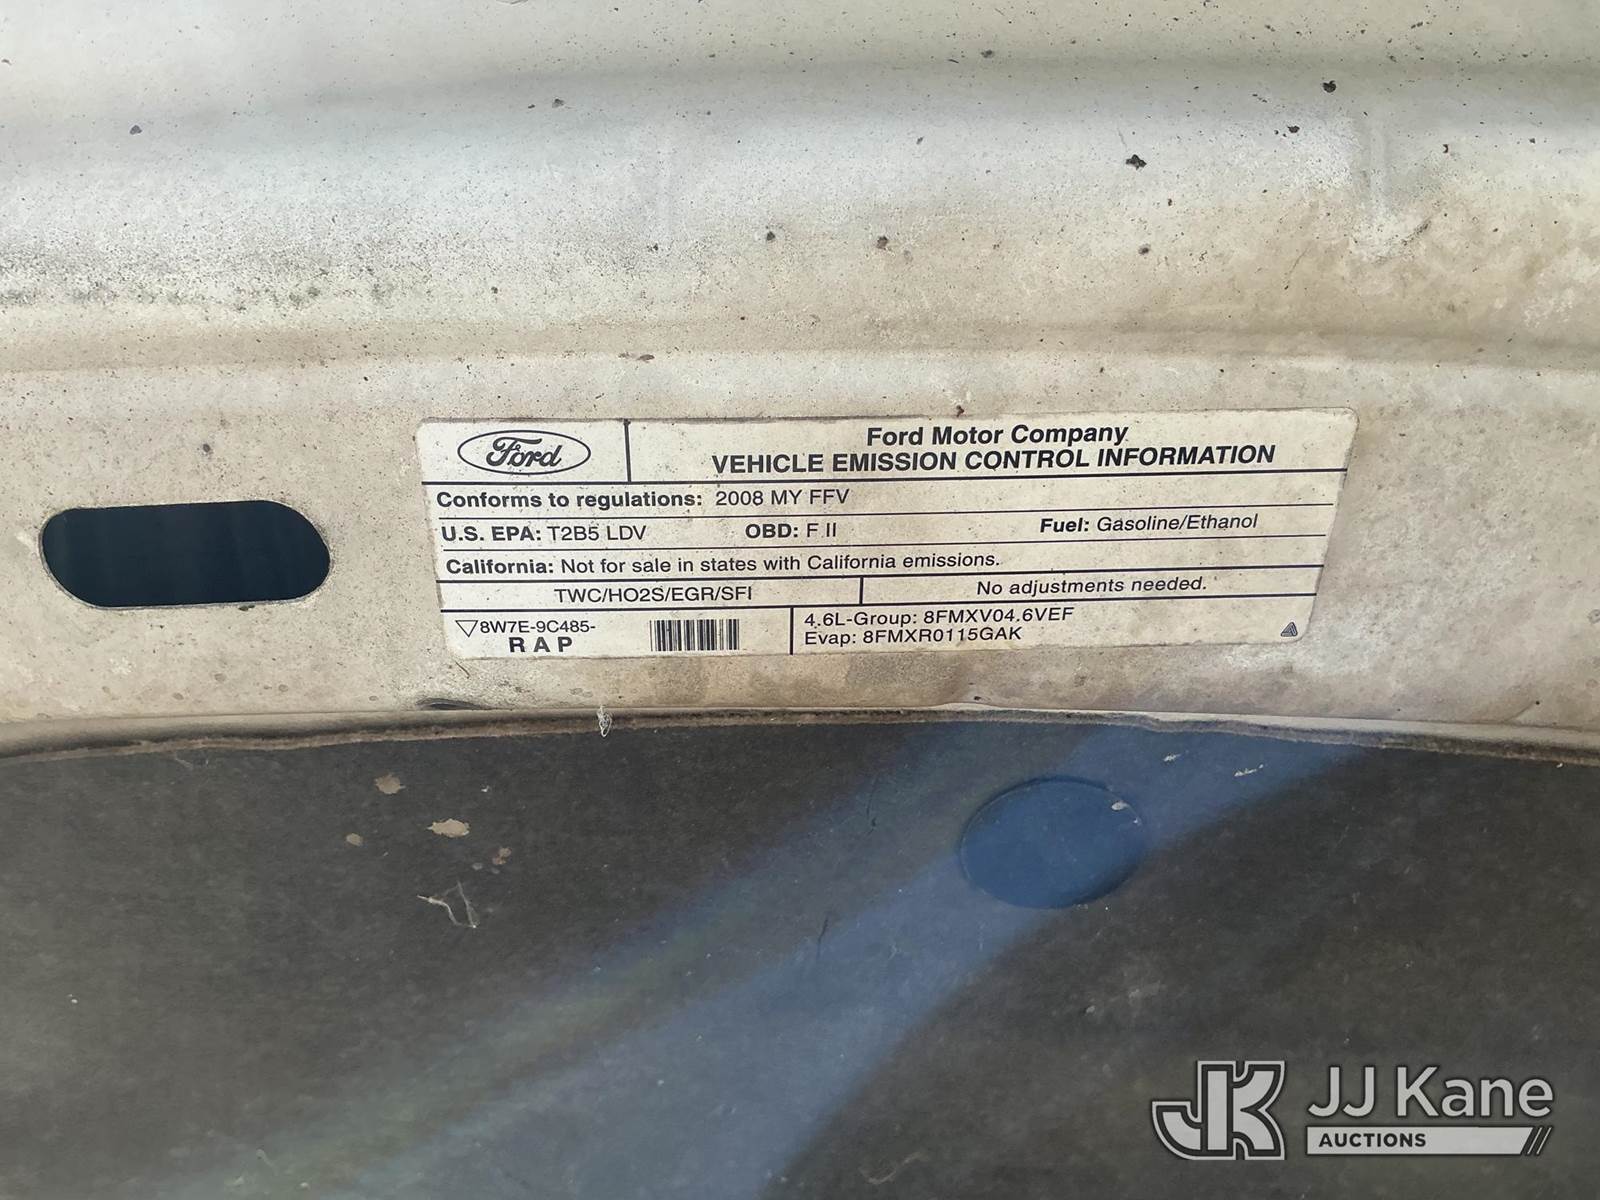 Ford
Ford Motor Company
VEHICLE EMISSION CONTROL INFORMATION
Conforms to regulations: 2008 MY FFV
U.S. EPA: T2B5 LDV OBD: F II Fuel: Gasoline/Ethanol
California: Not for sale in states with California emissions.
TWC/HO2S/EGR/SFI No adjustments needed.
8W7E-9C485-
RAP
4.6L-Group: 8FMXV04.6VEF
Evap: 8FMXR0115GAK
JK
JJ Kane
AUCTIONS